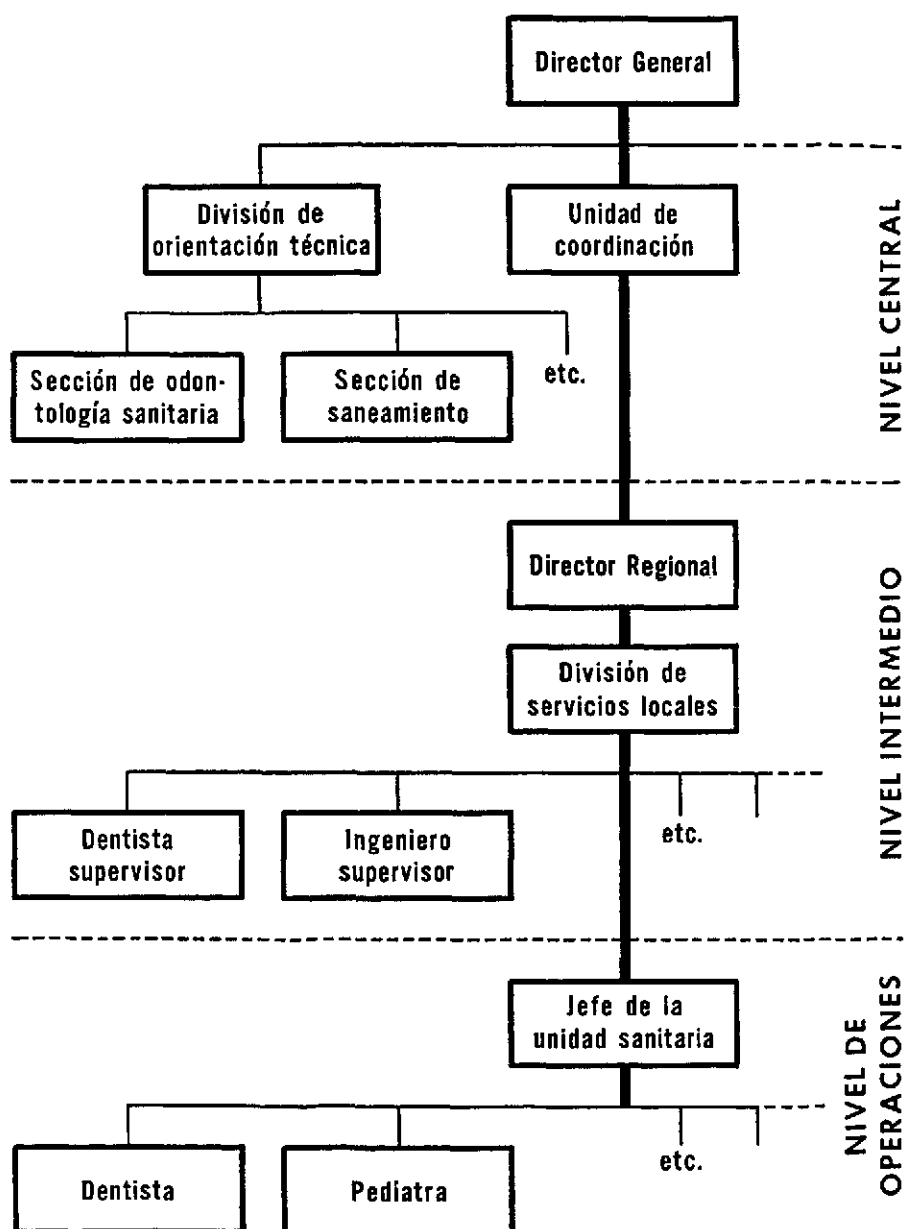 Director General
División de
orientación técnica
Unidad de
coordinación
Sección de odon-
tología sanitaria
Sección de
saneamiento
etc.
NIVEL CENTRAL
Director Regional
División de
servicios locales
Dentista
supervisor
Ingeniero
supervisor
etc.
NIVEL INTERMEDIO
Jefe de la
unidad sanitaria
Dentista
Pediatra
etc.
NIVEL DE
OPERACIONES